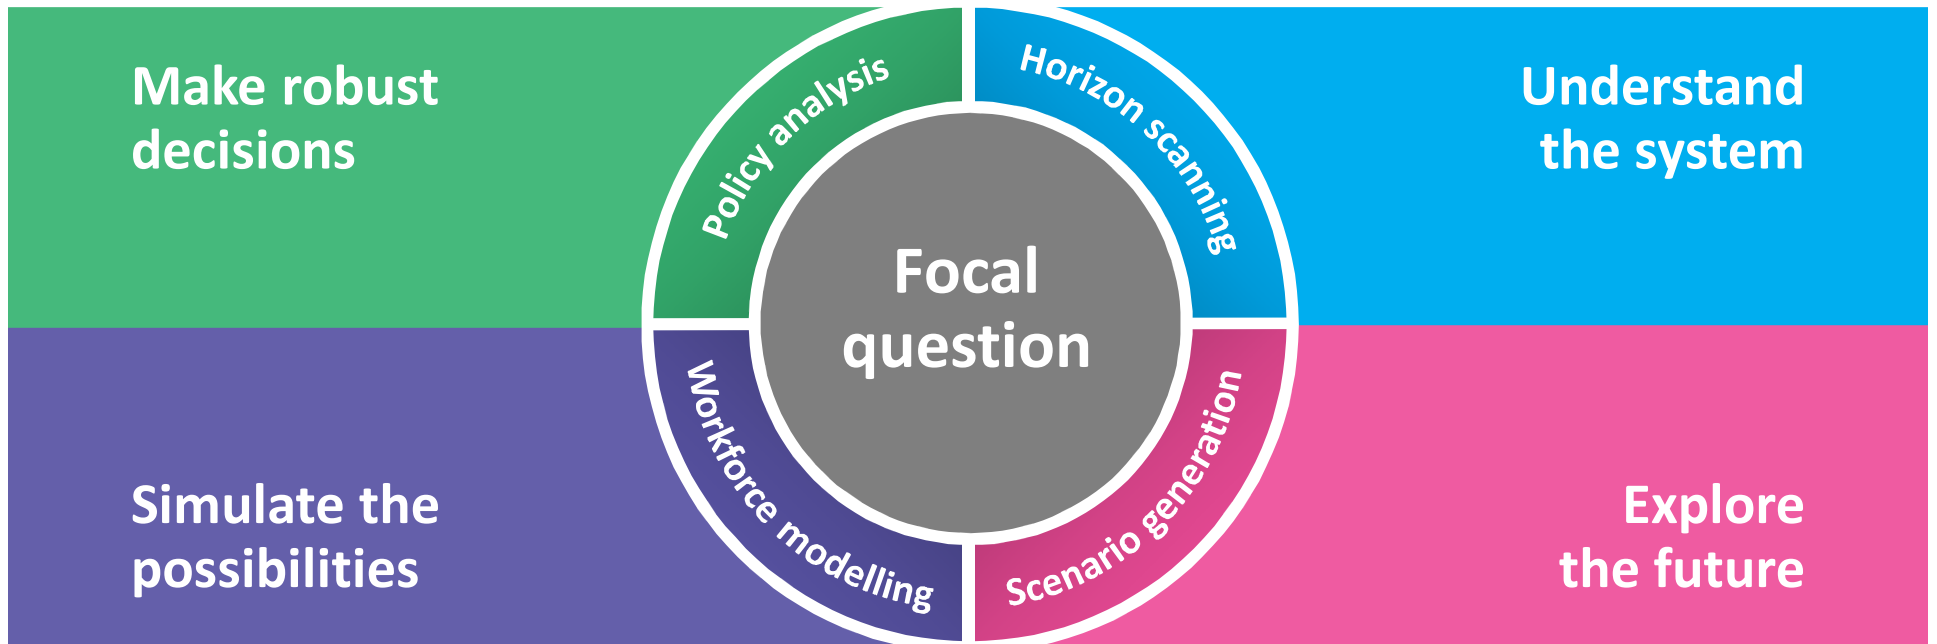 Make robust
decisions
Policy analysis
Horizon scanning
Understand
the system
Focal
question
Simulate the
possibilities
Workforce modelling
Scenario generation
Explore
the future